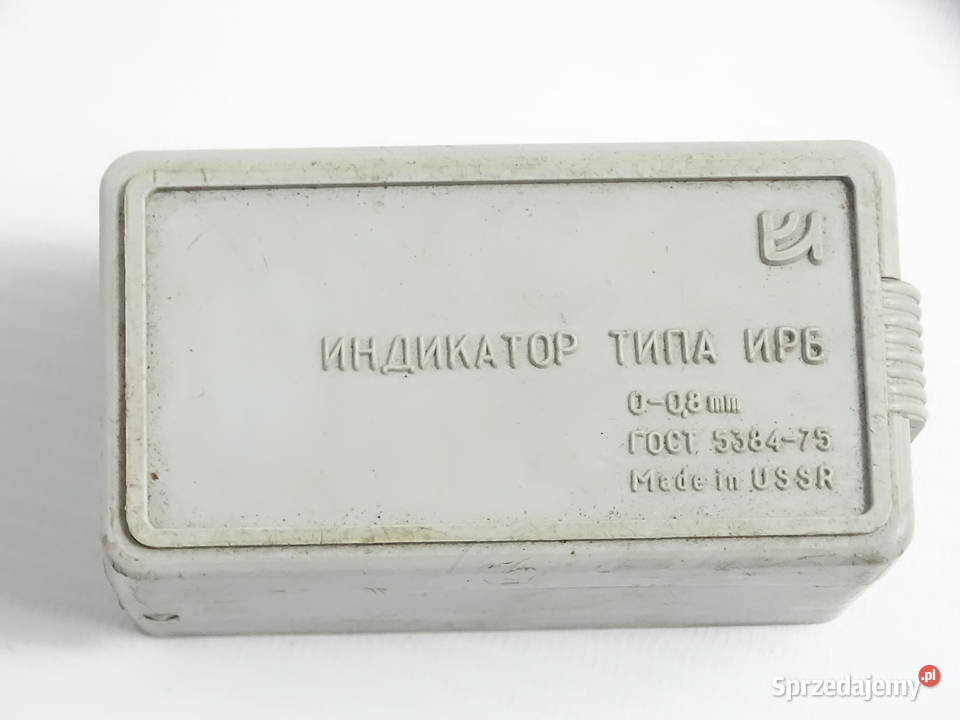 ИНДИКАТОР ТИПА ИРБ
0-0,8 mm
ГОСТ 5384-75
Made in USSR
Sprzedajemy.pl